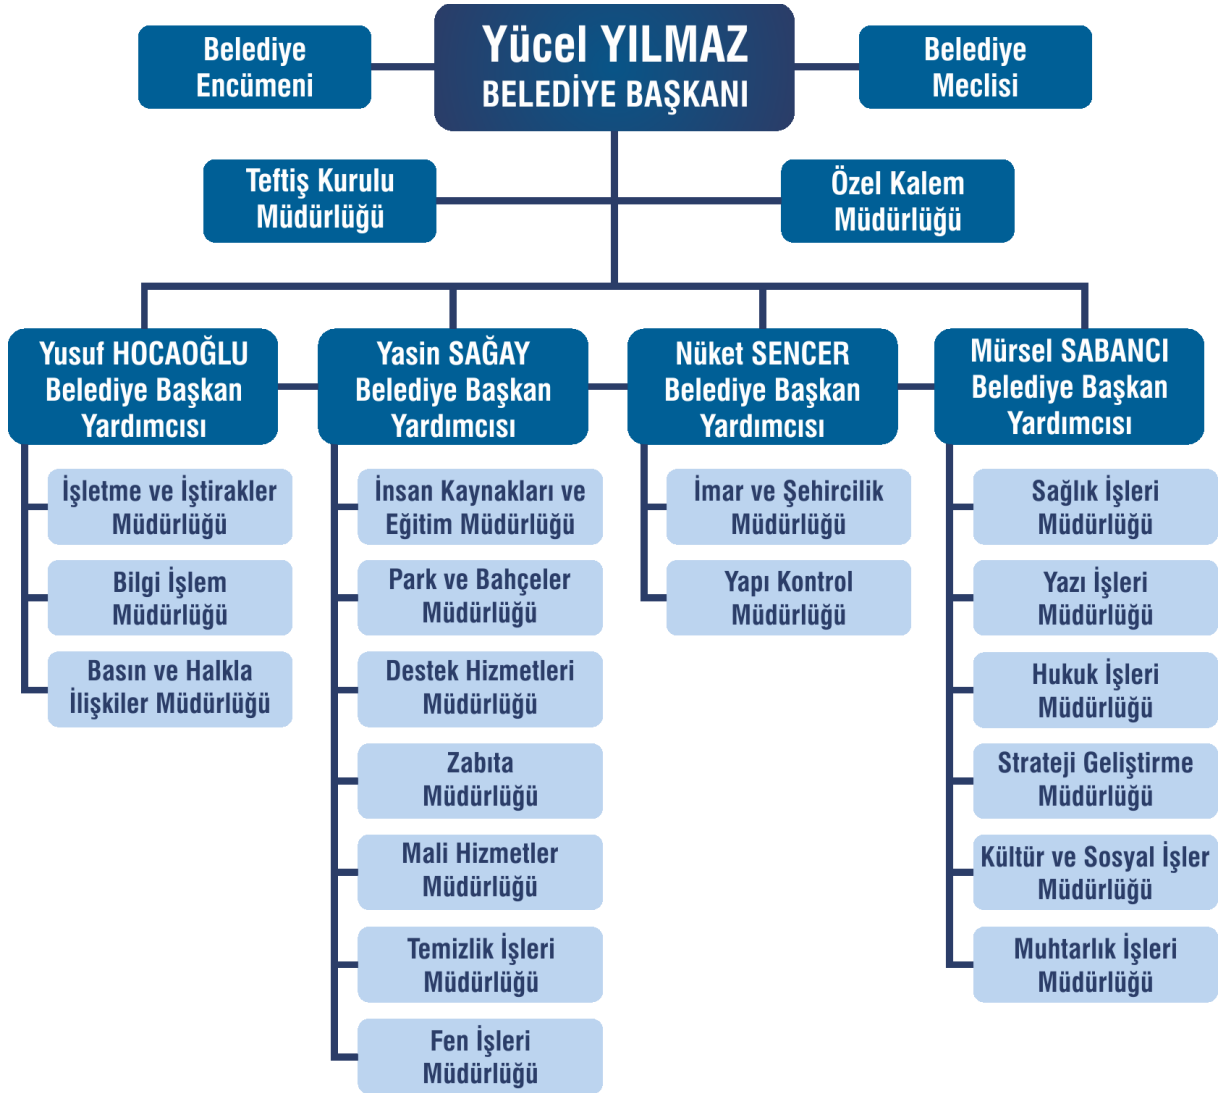 Yücel YILMAZ
BELEDİYE BAŞKANI
Belediye
Encümeni
Belediye
Meclisi
Teftiş Kurulu
Müdürlüğü
Özel Kalem
Müdürlüğü
Yusuf HOCAOĞLU
Belediye Başkan
Yardımcısı
İşletme ve İştirakler
Müdürlüğü
Bilgi İşlem
Müdürlüğü
Basın ve Halkla
İlişkiler Müdürlüğü
Yasin SAĞAY
Belediye Başkan
Yardımcısı
İnsan Kaynakları ve
Eğitim Müdürlüğü
Park ve Bahçeler
Müdürlüğü
Destek Hizmetleri
Müdürlüğü
Zabıta
Müdürlüğü
Mali Hizmetler
Müdürlüğü
Temizlik İşleri
Müdürlüğü
Fen İşleri
Müdürlüğü
Nüket SENCER
Belediye Başkan
Yardımcısı
İmar ve Şehircilik
Müdürlüğü
Yapı Kontrol
Müdürlüğü
Mürsel SABANCI
Belediye Başkan
Yardımcısı
Sağlık İşleri
Müdürlüğü
Yazı İşleri
Müdürlüğü
Hukuk İşleri
Müdürlüğü
Strateji Geliştirme
Müdürlüğü
Kültür ve Sosyal İşler
Müdürlüğü
Muhtarlık İşleri
Müdürlüğü